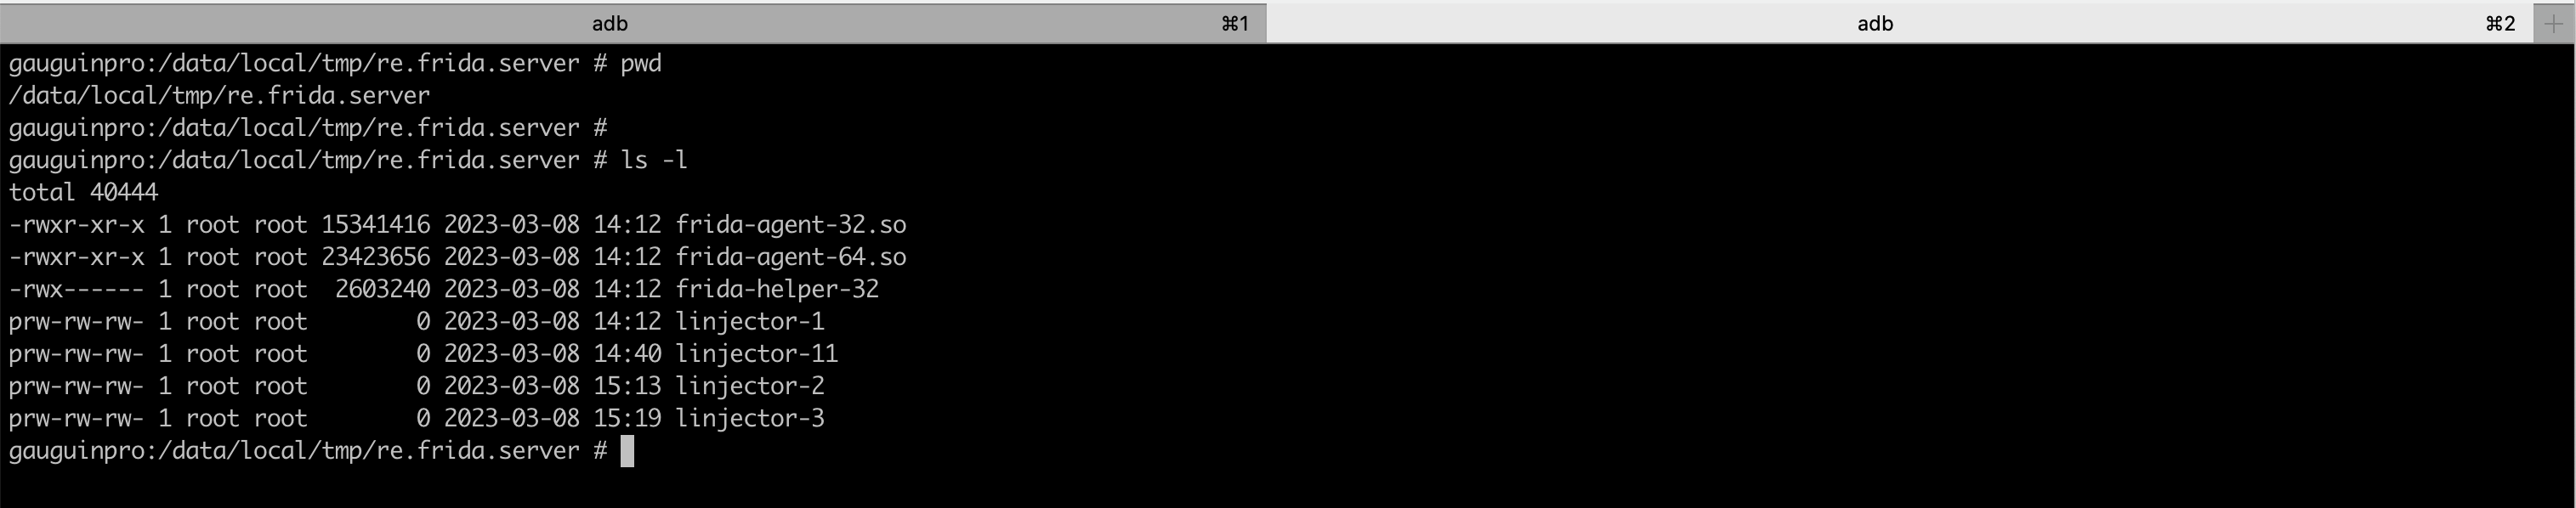 adb ⌘1 adb ⌘2 +
gauguinpro:/data/local/tmp/re.frida.server # pwd
/data/local/tmp/re.frida.server
gauguinpro:/data/local/tmp/re.frida.server #
gauguinpro:/data/local/tmp/re.frida.server # ls -l
total 40444
-rwxr-xr-x 1 root root 15341416 2023-03-08 14:12 frida-agent-32.so
-rwxr-xr-x 1 root root 23423656 2023-03-08 14:12 frida-agent-64.so
-rwx------ 1 root root  2603240 2023-03-08 14:12 frida-helper-32
prw-rw-rw- 1 root root        0 2023-03-08 14:12 linjector-1
prw-rw-rw- 1 root root        0 2023-03-08 14:40 linjector-11
prw-rw-rw- 1 root root        0 2023-03-08 15:13 linjector-2
prw-rw-rw- 1 root root        0 2023-03-08 15:19 linjector-3
gauguinpro:/data/local/tmp/re.frida.server #